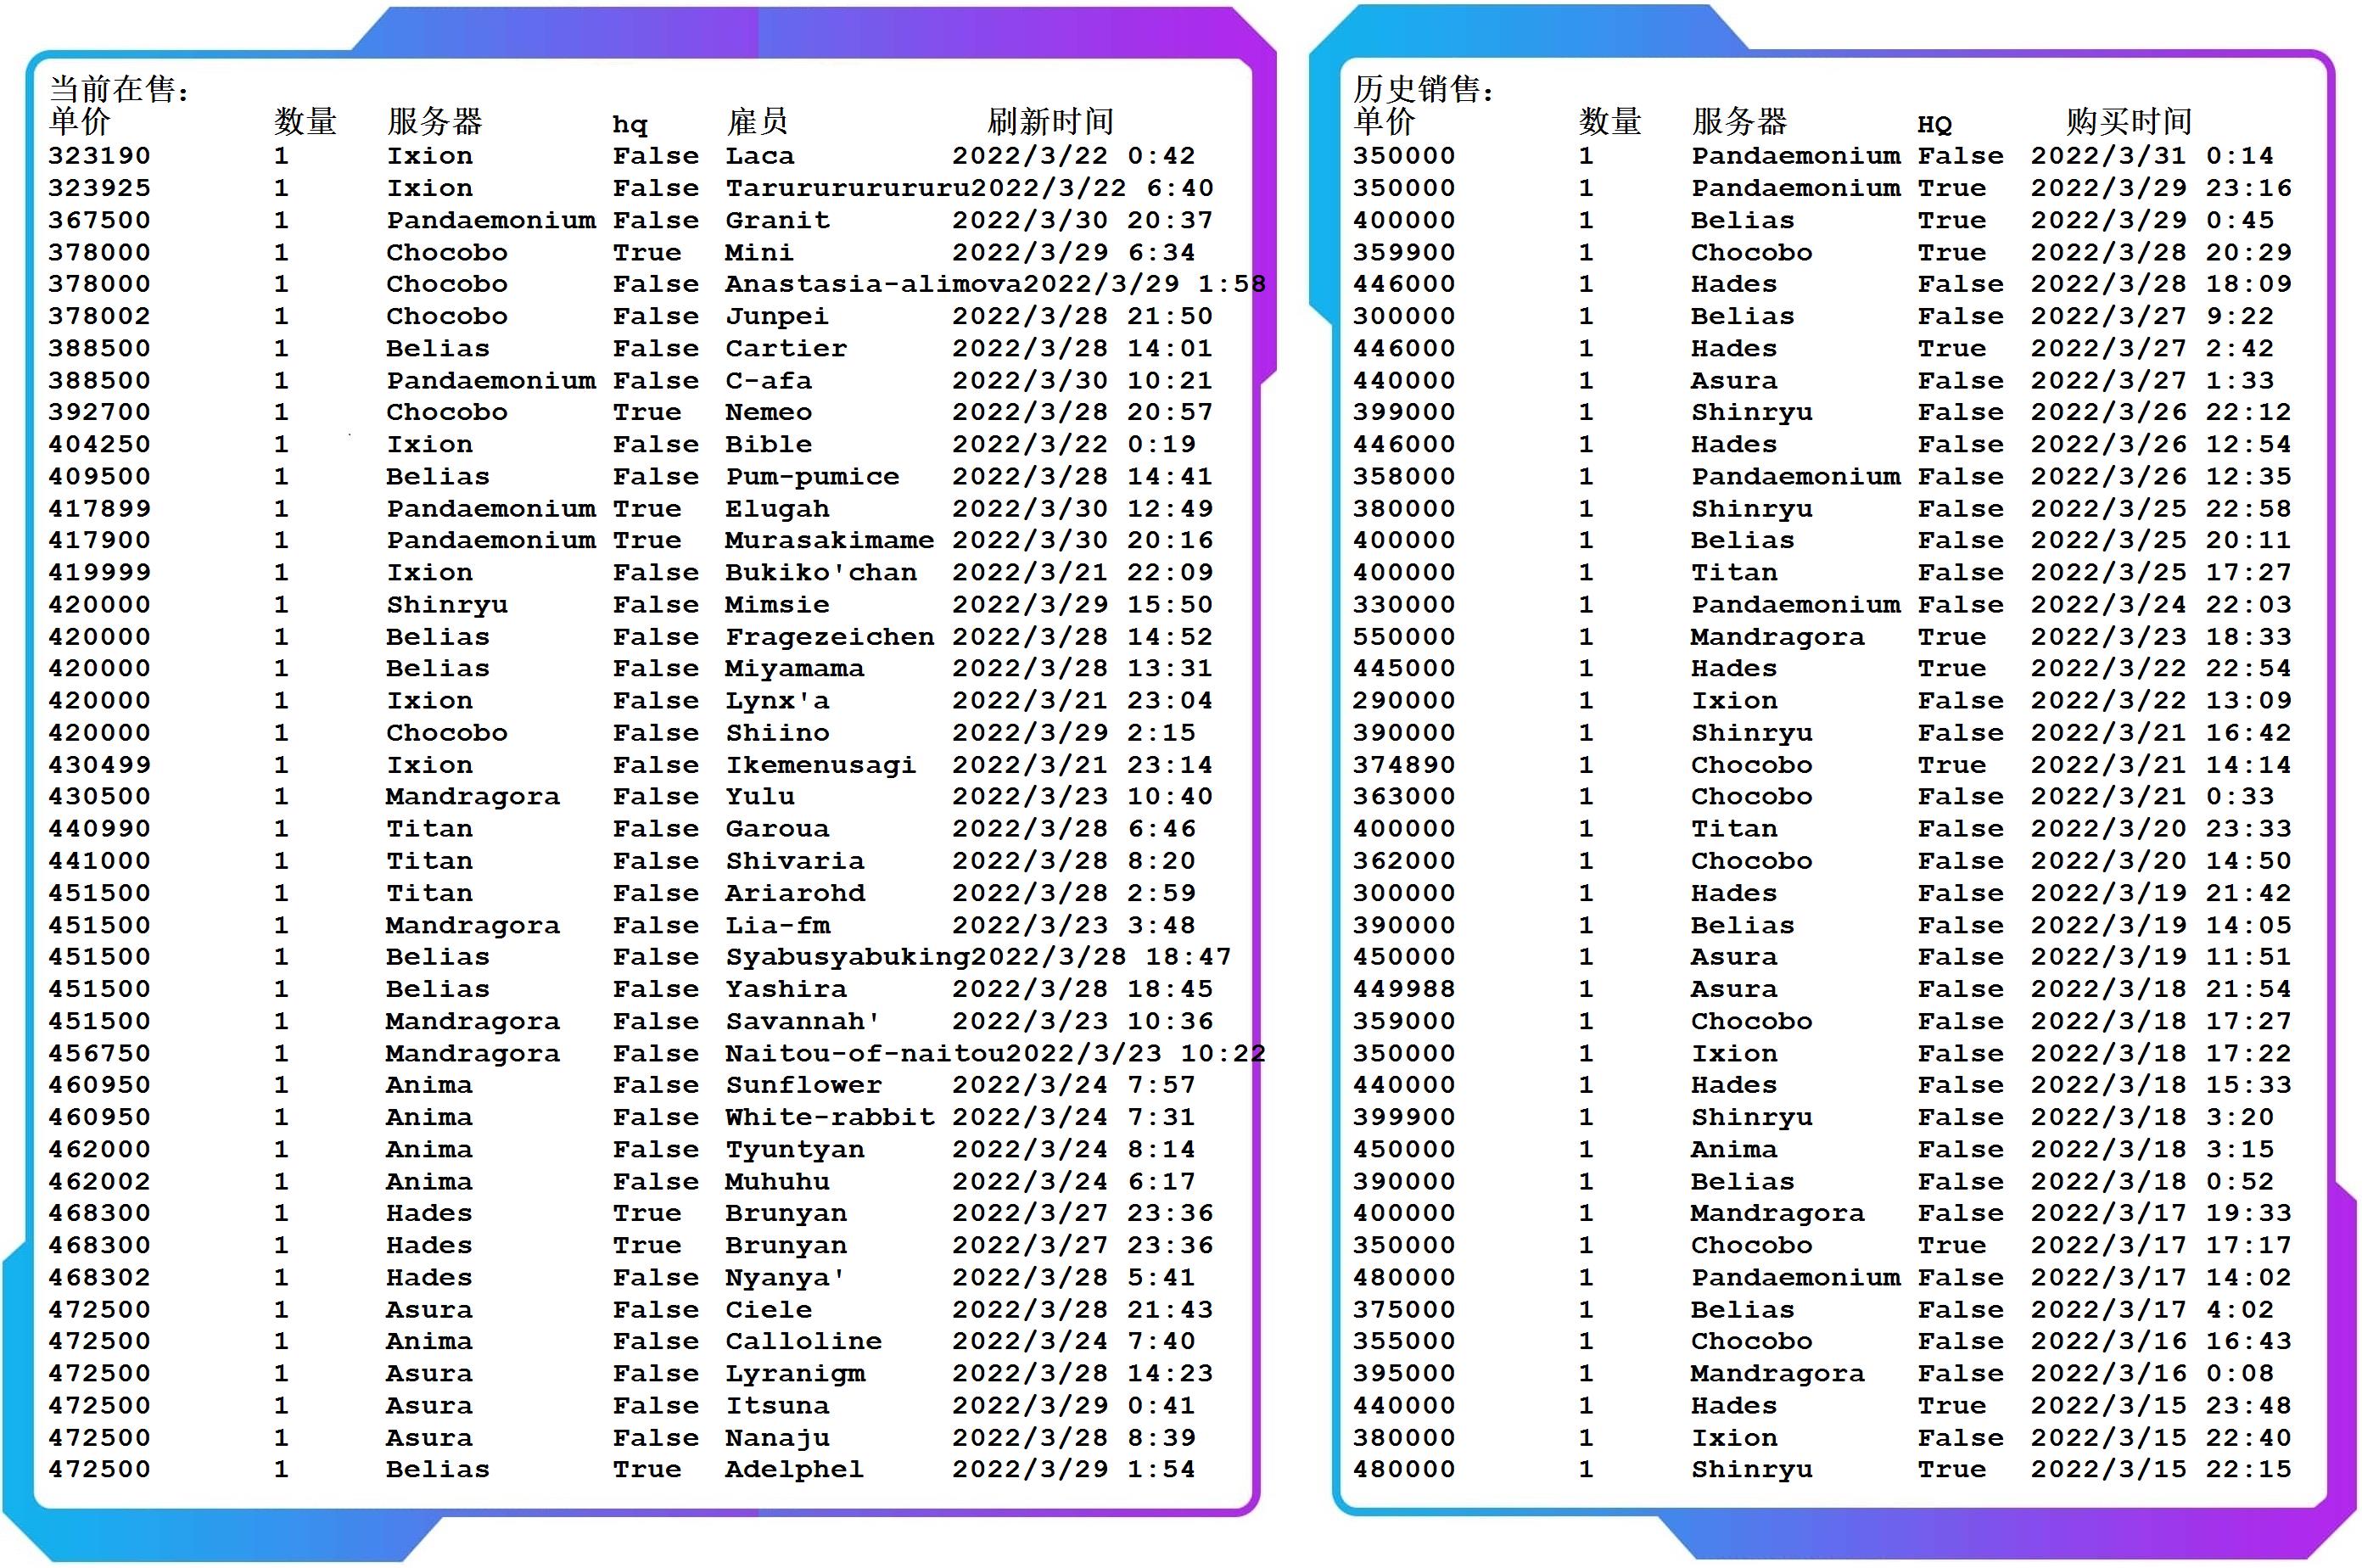 当前在售：
单价 数量 服务器 hq 雇员 刷新时间
323190 1 Ixion False Laca 2022/3/22 0:42
323925 1 Ixion False Tarurururururu2022/3/22 6:40
367500 1 Pandaemonium False Granit 2022/3/30 20:37
378000 1 Chocobo True Mini 2022/3/29 6:34
378000 1 Chocobo False Anastasia-alimova2022/3/29 1:58
378002 1 Chocobo False Junpei 2022/3/28 21:50
388500 1 Belias False Cartier 2022/3/28 14:01
388500 1 Pandaemonium False C-afa 2022/3/30 10:21
392700 1 Chocobo True Nemeo 2022/3/28 20:57
404250 1 Ixion False Bible 2022/3/22 0:19
409500 1 Belias False Pum-pumice 2022/3/28 14:41
417899 1 Pandaemonium True Elugah 2022/3/30 12:49
417900 1 Pandaemonium True Murasakimame 2022/3/30 20:16
419999 1 Ixion False Bukiko'chan 2022/3/21 22:09
420000 1 Shinryu False Mimsie 2022/3/29 15:50
420000 1 Belias False Fragezeichen 2022/3/28 14:52
420000 1 Belias False Miyamama 2022/3/28 13:31
420000 1 Ixion False Lynx'a 2022/3/21 23:04
420000 1 Chocobo False Shiino 2022/3/29 2:15
430499 1 Ixion False Ikemenusagi 2022/3/21 23:14
430500 1 Mandragora False Yulu 2022/3/23 10:40
440990 1 Titan False Garoua 2022/3/28 6:46
441000 1 Titan False Shivaria 2022/3/28 8:20
451500 1 Titan False Ariarohd 2022/3/28 2:59
451500 1 Mandragora False Lia-fm 2022/3/23 3:48
451500 1 Belias False Syabusyabuking2022/3/28 18:47
451500 1 Belias False Yashira 2022/3/28 18:45
451500 1 Mandragora False Savannah' 2022/3/23 10:36
456750 1 Mandragora False Naitou-of-naitou2022/3/23 10:22
460950 1 Anima False Sunflower 2022/3/24 7:57
460950 1 Anima False White-rabbit 2022/3/24 7:31
462000 1 Anima False Tyuntyan 2022/3/24 8:14
462002 1 Anima False Muhuhu 2022/3/24 6:17
468300 1 Hades True Brunyan 2022/3/27 23:36
468300 1 Hades True Brunyan 2022/3/27 23:36
468302 1 Hades False Nyanya' 2022/3/28 5:41
472500 1 Asura False Ciele 2022/3/28 21:43
472500 1 Anima False Calloline 2022/3/24 7:40
472500 1 Asura False Lyranigm 2022/3/28 14:23
472500 1 Asura False Itsuna 2022/3/29 0:41
472500 1 Asura False Nanaju 2022/3/28 8:39
472500 1 Belias True Adelphel 2022/3/29 1:54
历史销售：
单价 数量 服务器 HQ 购买时间
350000 1 Pandaemonium False 2022/3/31 0:14
350000 1 Pandaemonium True 2022/3/29 23:16
400000 1 Belias True 2022/3/29 0:45
359900 1 Chocobo True 2022/3/28 20:29
446000 1 Hades False 2022/3/28 18:09
300000 1 Belias False 2022/3/27 9:22
446000 1 Hades True 2022/3/27 2:42
440000 1 Asura False 2022/3/27 1:33
399000 1 Shinryu False 2022/3/26 22:12
446000 1 Hades False 2022/3/26 12:54
358000 1 Pandaemonium False 2022/3/26 12:35
380000 1 Shinryu False 2022/3/25 22:58
400000 1 Belias False 2022/3/25 20:11
400000 1 Titan False 2022/3/25 17:27
330000 1 Pandaemonium False 2022/3/24 22:03
550000 1 Mandragora True 2022/3/23 18:33
445000 1 Hades True 2022/3/22 22:54
290000 1 Ixion False 2022/3/22 13:09
390000 1 Shinryu False 2022/3/21 16:42
374890 1 Chocobo True 2022/3/21 14:14
363000 1 Chocobo False 2022/3/21 0:33
400000 1 Titan False 2022/3/20 23:33
362000 1 Chocobo False 2022/3/20 14:50
300000 1 Hades False 2022/3/19 21:42
390000 1 Belias False 2022/3/19 14:05
450000 1 Asura False 2022/3/19 11:51
449988 1 Asura False 2022/3/18 21:54
359000 1 Chocobo False 2022/3/18 17:27
350000 1 Ixion False 2022/3/18 17:22
440000 1 Hades False 2022/3/18 15:33
399900 1 Shinryu False 2022/3/18 3:20
450000 1 Anima False 2022/3/18 3:15
390000 1 Belias False 2022/3/18 0:52
400000 1 Mandragora False 2022/3/17 19:33
350000 1 Chocobo True 2022/3/17 17:17
480000 1 Pandaemonium False 2022/3/17 14:02
375000 1 Belias False 2022/3/17 4:02
355000 1 Chocobo False 2022/3/16 16:43
395000 1 Mandragora False 2022/3/16 0:08
440000 1 Hades True 2022/3/15 23:48
380000 1 Ixion False 2022/3/15 22:40
480000 1 Shinryu True 2022/3/15 22:15